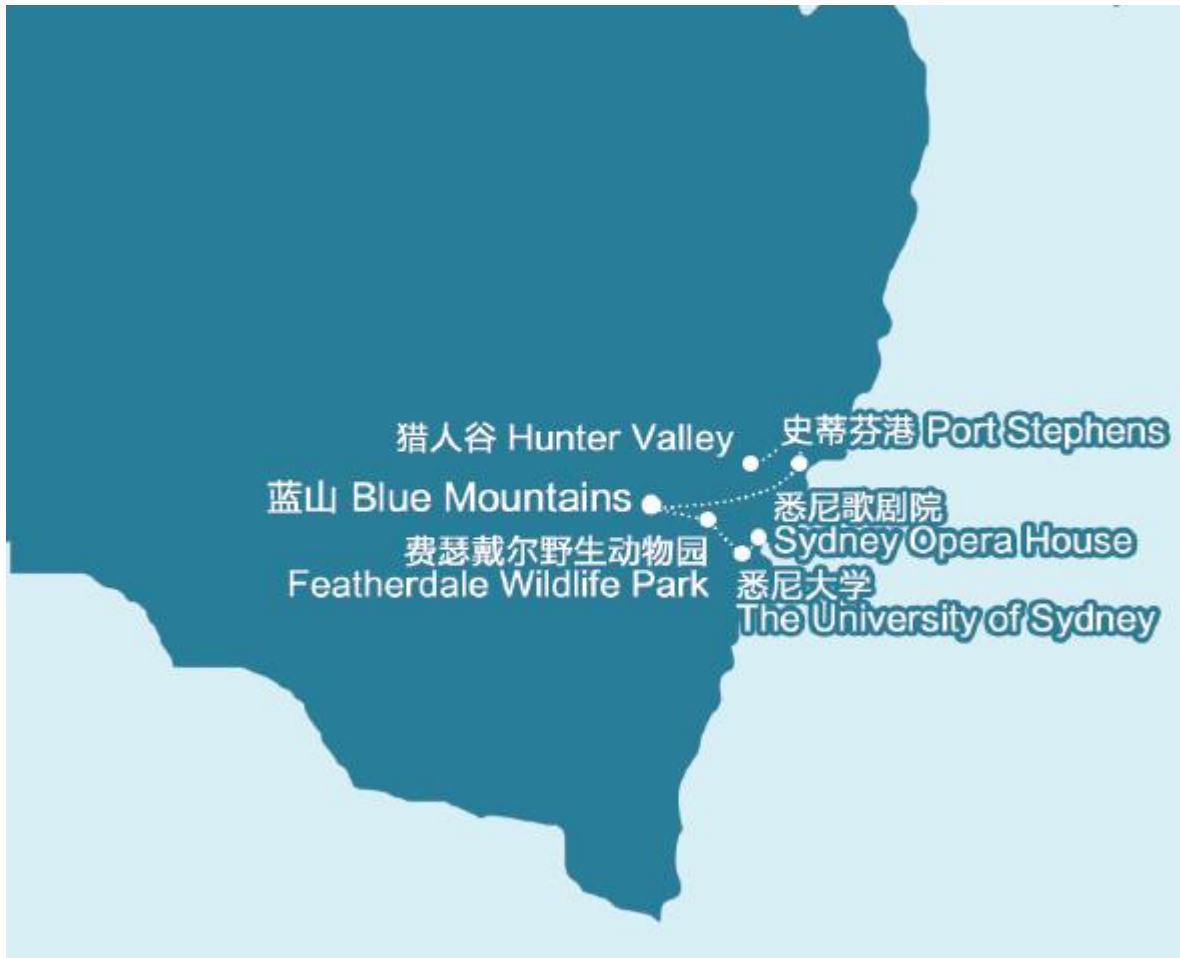 猎人谷 Hunter Valley
史蒂芬港 Port Stephens
蓝山 Blue Mountains
悉尼歌剧院
Sydney Opera House
费瑟戴尔野生动物园
Featherdale Wildlife Park
悉尼大学
The University of Sydney